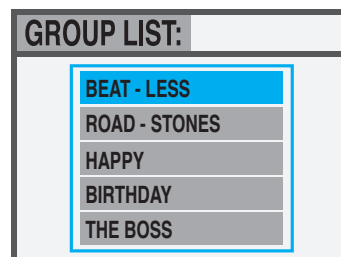 GROUP LIST:
BEAT - LESS
ROAD - STONES
HAPPY
BIRTHDAY
THE BOSS